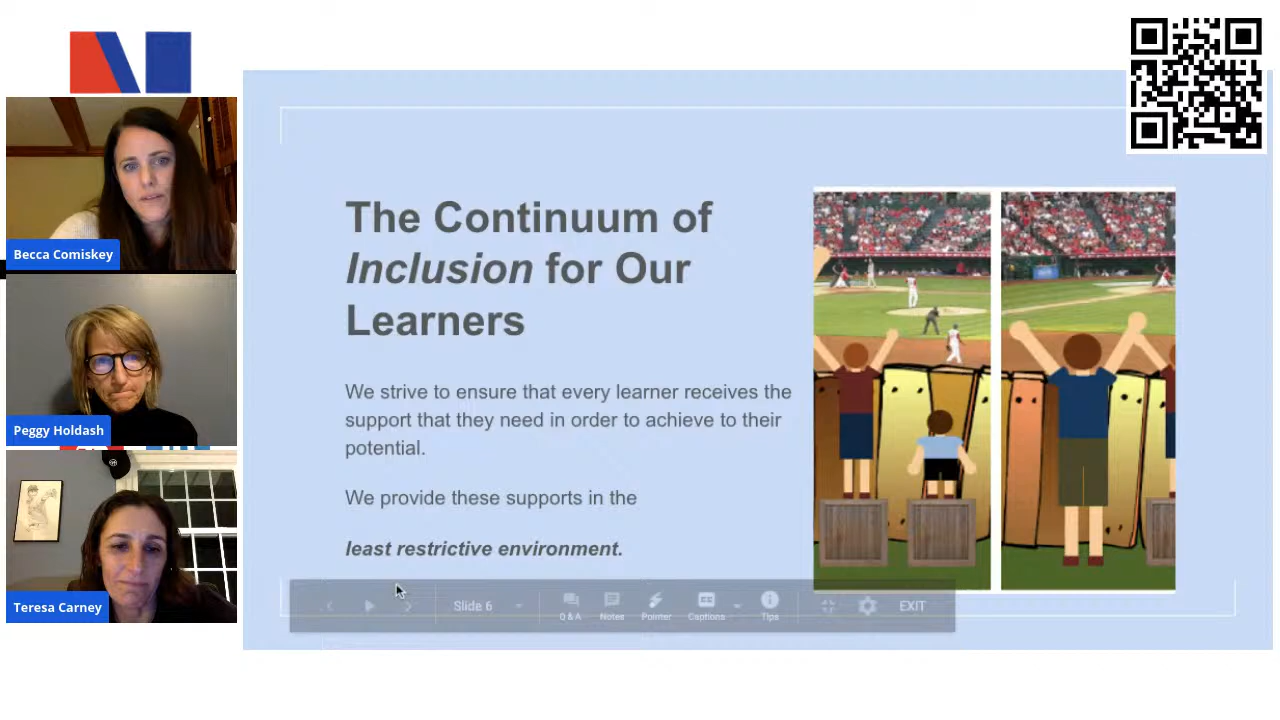 Becca Comiskey
Peggy Holdash
Teresa Carney
The Continuum of
Inclusion for Our
Learners
We strive to ensure that every learner receives the
support that they need in order to achieve to their
potential.
We provide these supports in the
least restrictive environment.
Slide 6
Q & A
Notes
Pointer
Captions
Tips
EXIT